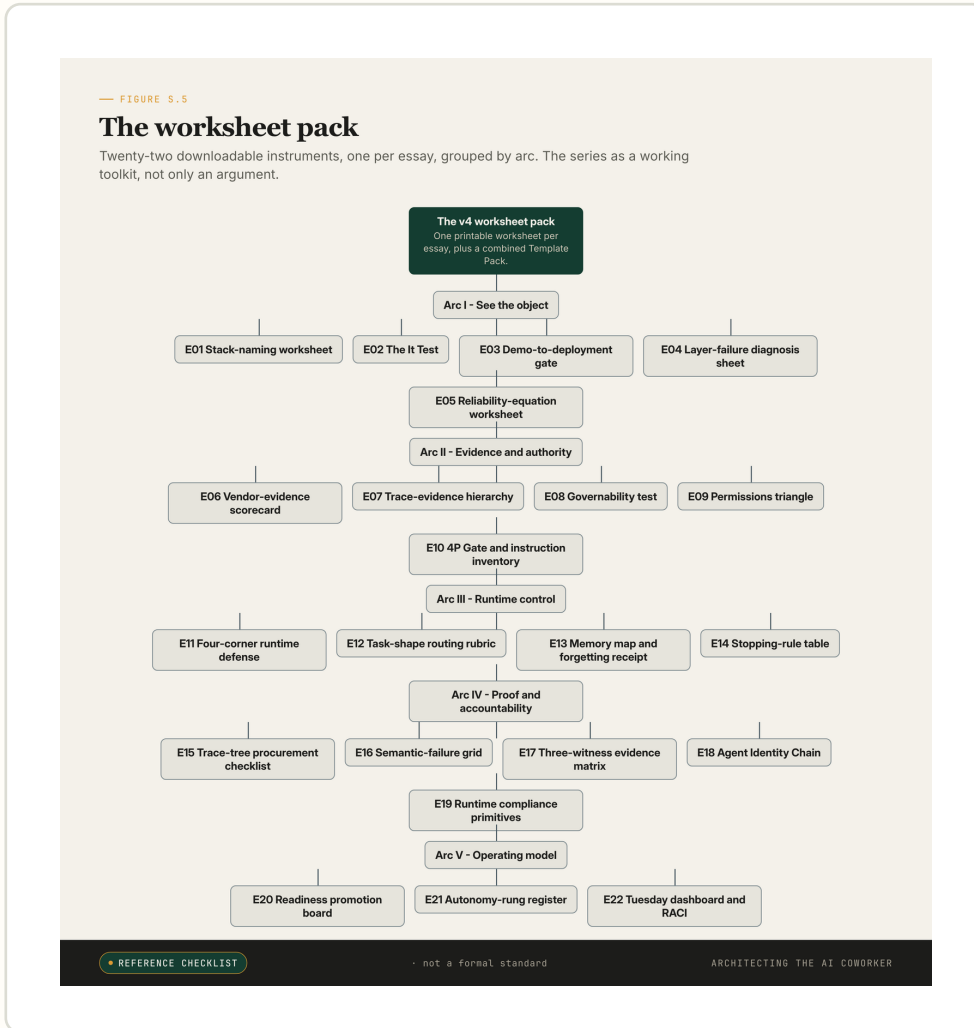 FIGURE S.5
The worksheet pack
Twenty-two downloadable instruments, one per essay, grouped by arc. The series as a working
toolkit, not only an argument.
The v4 worksheet pack
One printable worksheet per
essay, plus a combined Template
Pack.
Arc I - See the object
E01 Stack-naming worksheet
E02 The It Test
E03 Demo-to-deployment
gate
E04 Layer-failure diagnosis
sheet
E05 Reliability-equation
worksheet
Arc II - Evidence and authority
E06 Vendor-evidence
scorecard
E07 Trace-evidence hierarchy
E08 Governability test
E09 Permissions triangle
E10 4P Gate and instruction
inventory
Arc III - Runtime control
E11 Four-corner runtime
defense
E12 Task-shape routing rubric
E13 Memory map and
forgetting receipt
E14 Stopping-rule table
Arc IV - Proof and
accountability
E15 Trace-tree procurement
checklist
E16 Semantic-failure grid
E17 Three-witness evidence
matrix
E18 Agent Identity Chain
E19 Runtime compliance
primitives
Arc V - Operating model
E20 Readiness promotion
board
E21 Autonomy-rung register
E22 Tuesday dashboard and
RACI
REFERENCE CHECKLIST
· not a formal standard
ARCHITECTING THE AI COWORKER